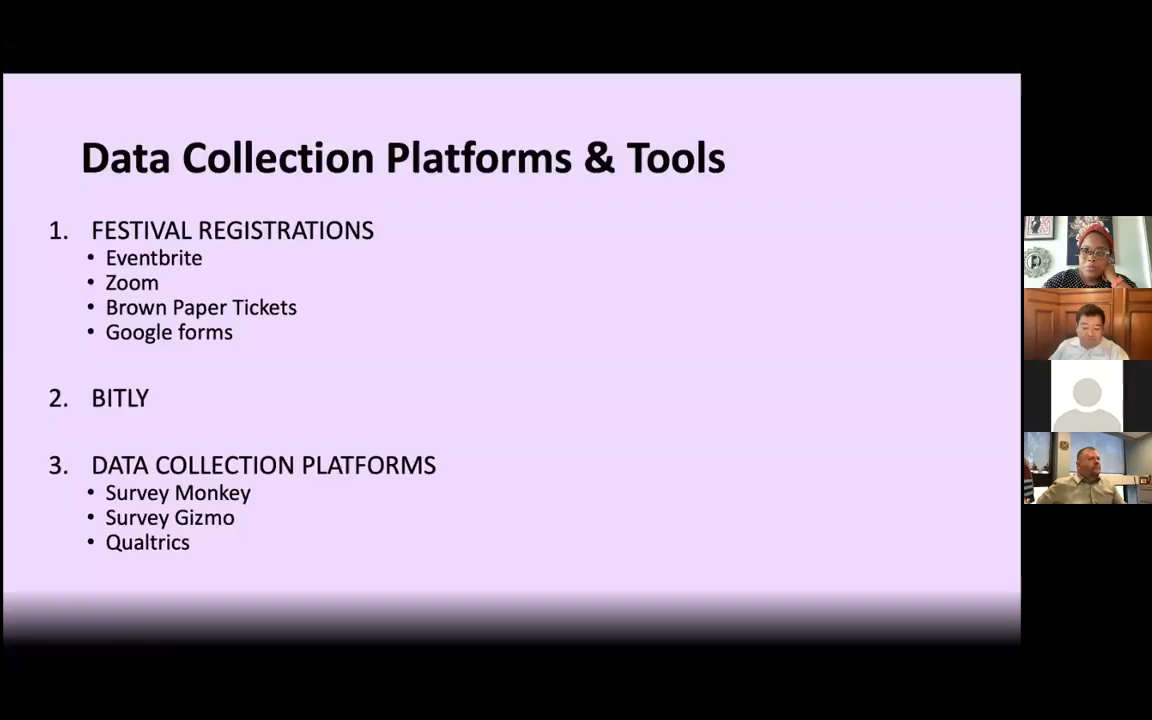 Data Collection Platforms & Tools
1. FESTIVAL REGISTRATIONS
• Eventbrite
• Zoom
• Brown Paper Tickets
• Google forms
2. BITLY
3. DATA COLLECTION PLATFORMS
• Survey Monkey
• Survey Gizmo
• Qualtrics